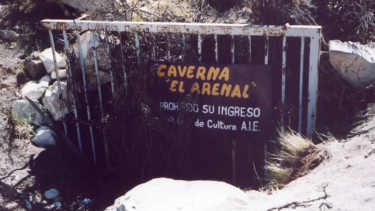 CAVERNA
"EL ARENAL"
PROHIBIDO SU INGRESO
de Cultura A.I.E.